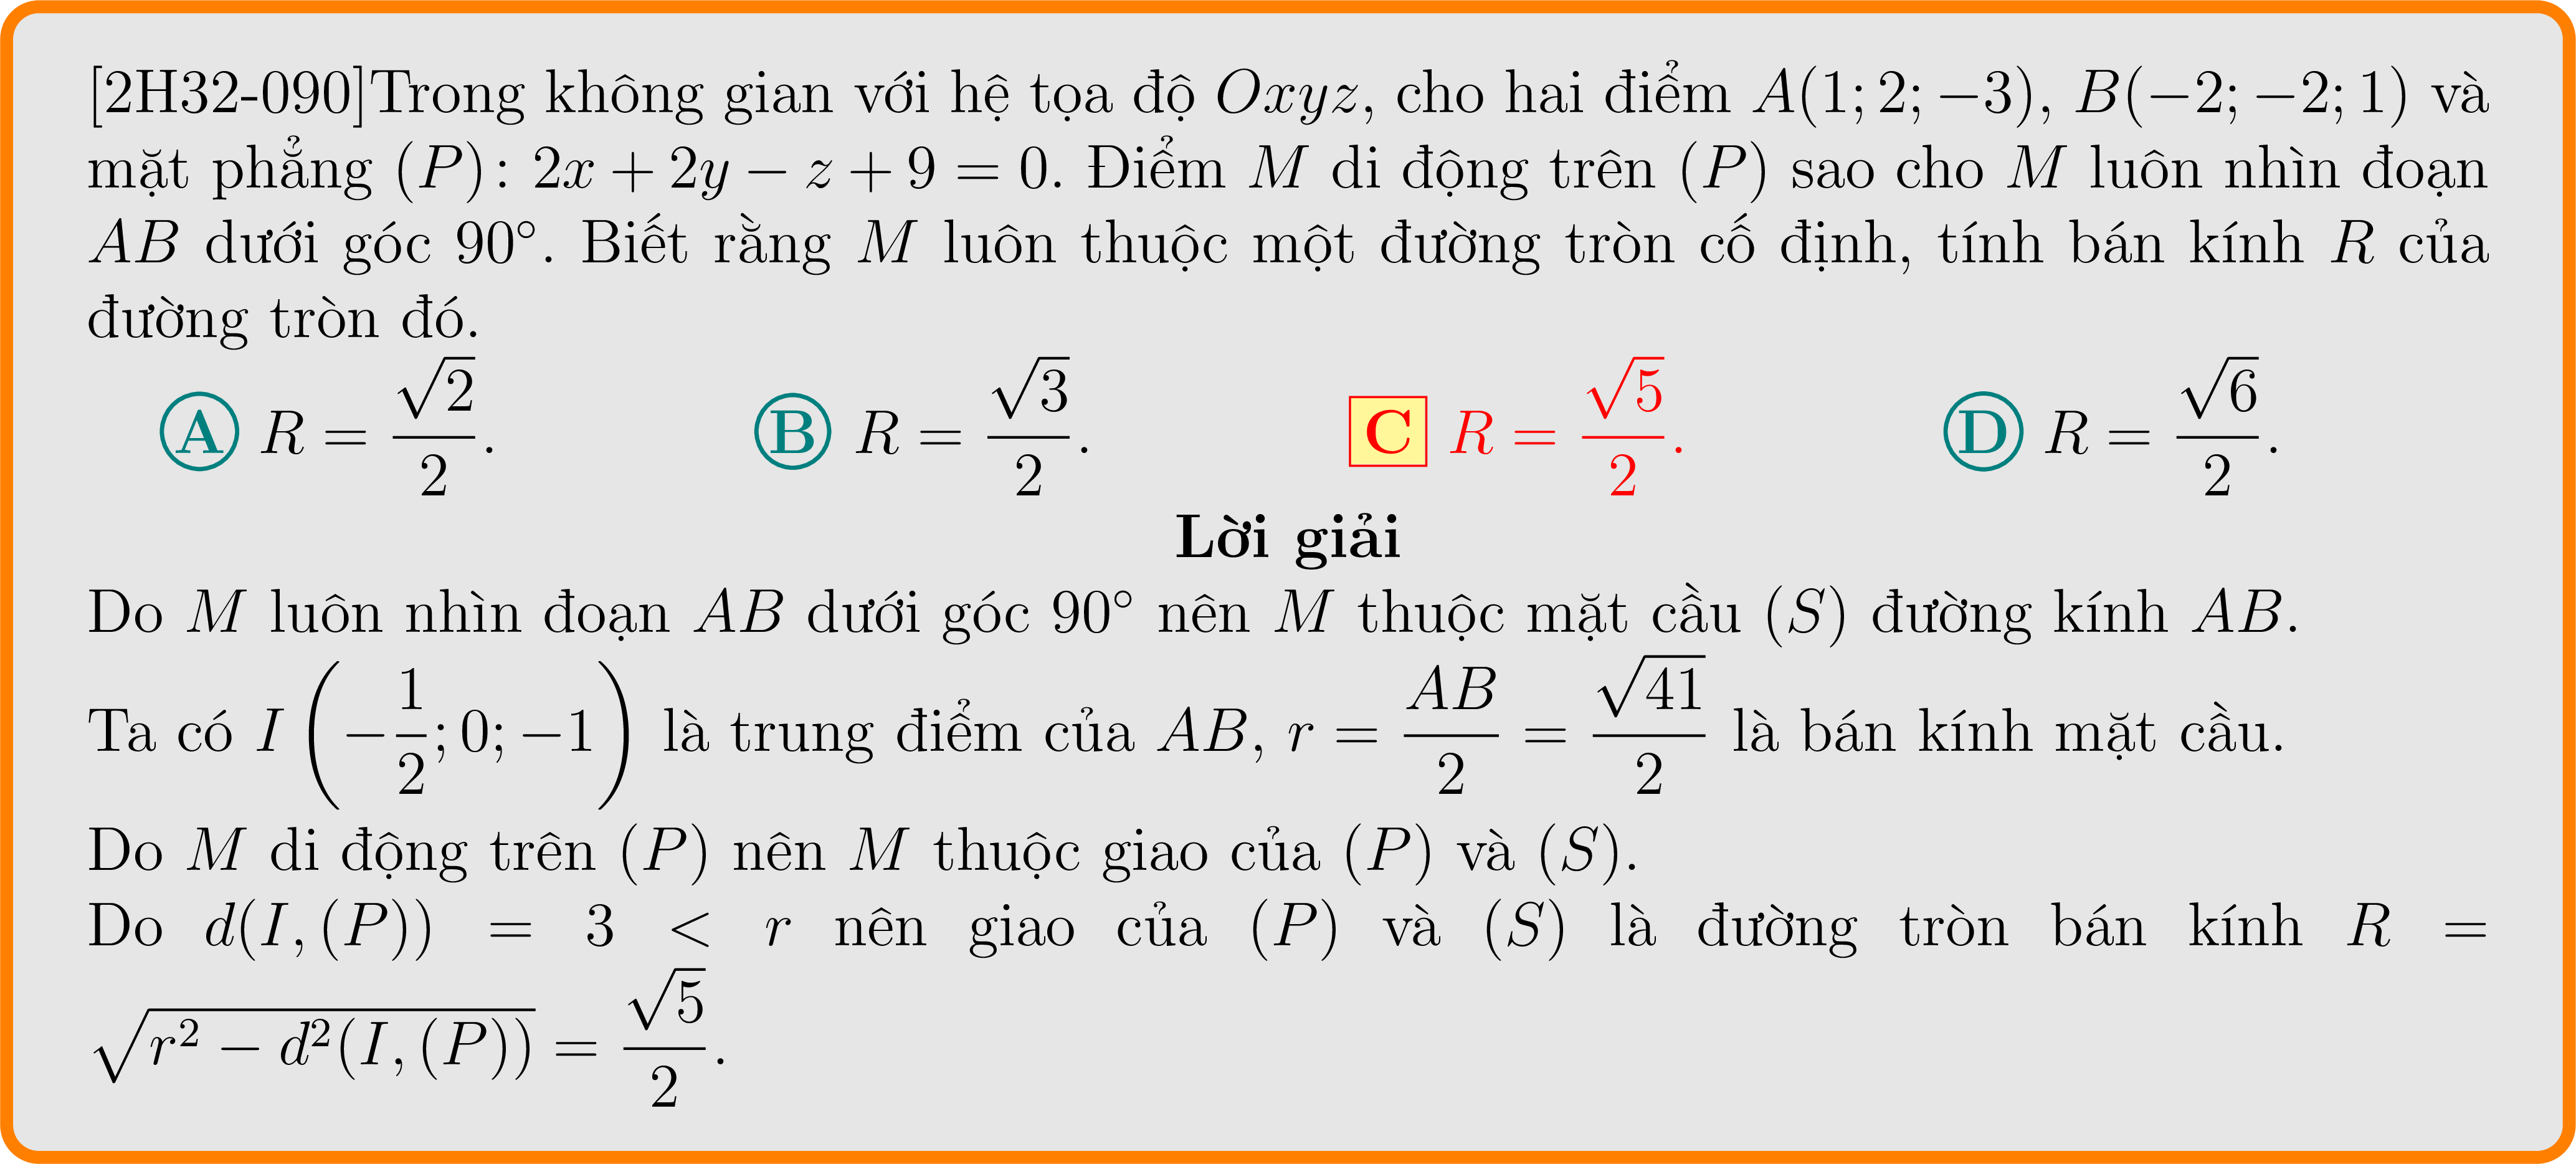 [2H32-090]Trong không gian với hệ tọa độ $Oxyz$, cho hai điểm $A(1; 2; -3)$, $B(-2; -2; 1)$ và
mặt phẳng $(P)\colon 2x + 2y - z + 9 = 0$. Điểm $M$ di động trên $(P)$ sao cho $M$ luôn nhìn đoạn
$AB$ dưới góc $90^\circ$. Biết rằng $M$ luôn thuộc một đường tròn cố định, tính bán kính $R$ của
đường tròn đó.
A $R = \frac{\sqrt{2}}{2}$. B $R = \frac{\sqrt{3}}{2}$. C $R = \frac{\sqrt{5}}{2}$. D $R = \frac{\sqrt{6}}{2}$.
Lời giải
Do $M$ luôn nhìn đoạn $AB$ dưới góc $90^\circ$ nên $M$ thuộc mặt cầu $(S)$ đường kính $AB$.
Ta có $I\left(-\frac{1}{2}; 0; -1\right)$ là trung điểm của $AB$, $r = \frac{AB}{2} = \frac{\sqrt{41}}{2}$ là bán kính mặt cầu.
Do $M$ di động trên $(P)$ nên $M$ thuộc giao của $(P)$ và $(S)$.
Do $d(I, (P)) = 3 < r$ nên giao của $(P)$ và $(S)$ là đường tròn bán kính $R =$
$\sqrt{r^2 - d^2(I, (P))} = \frac{\sqrt{5}}{2}$.